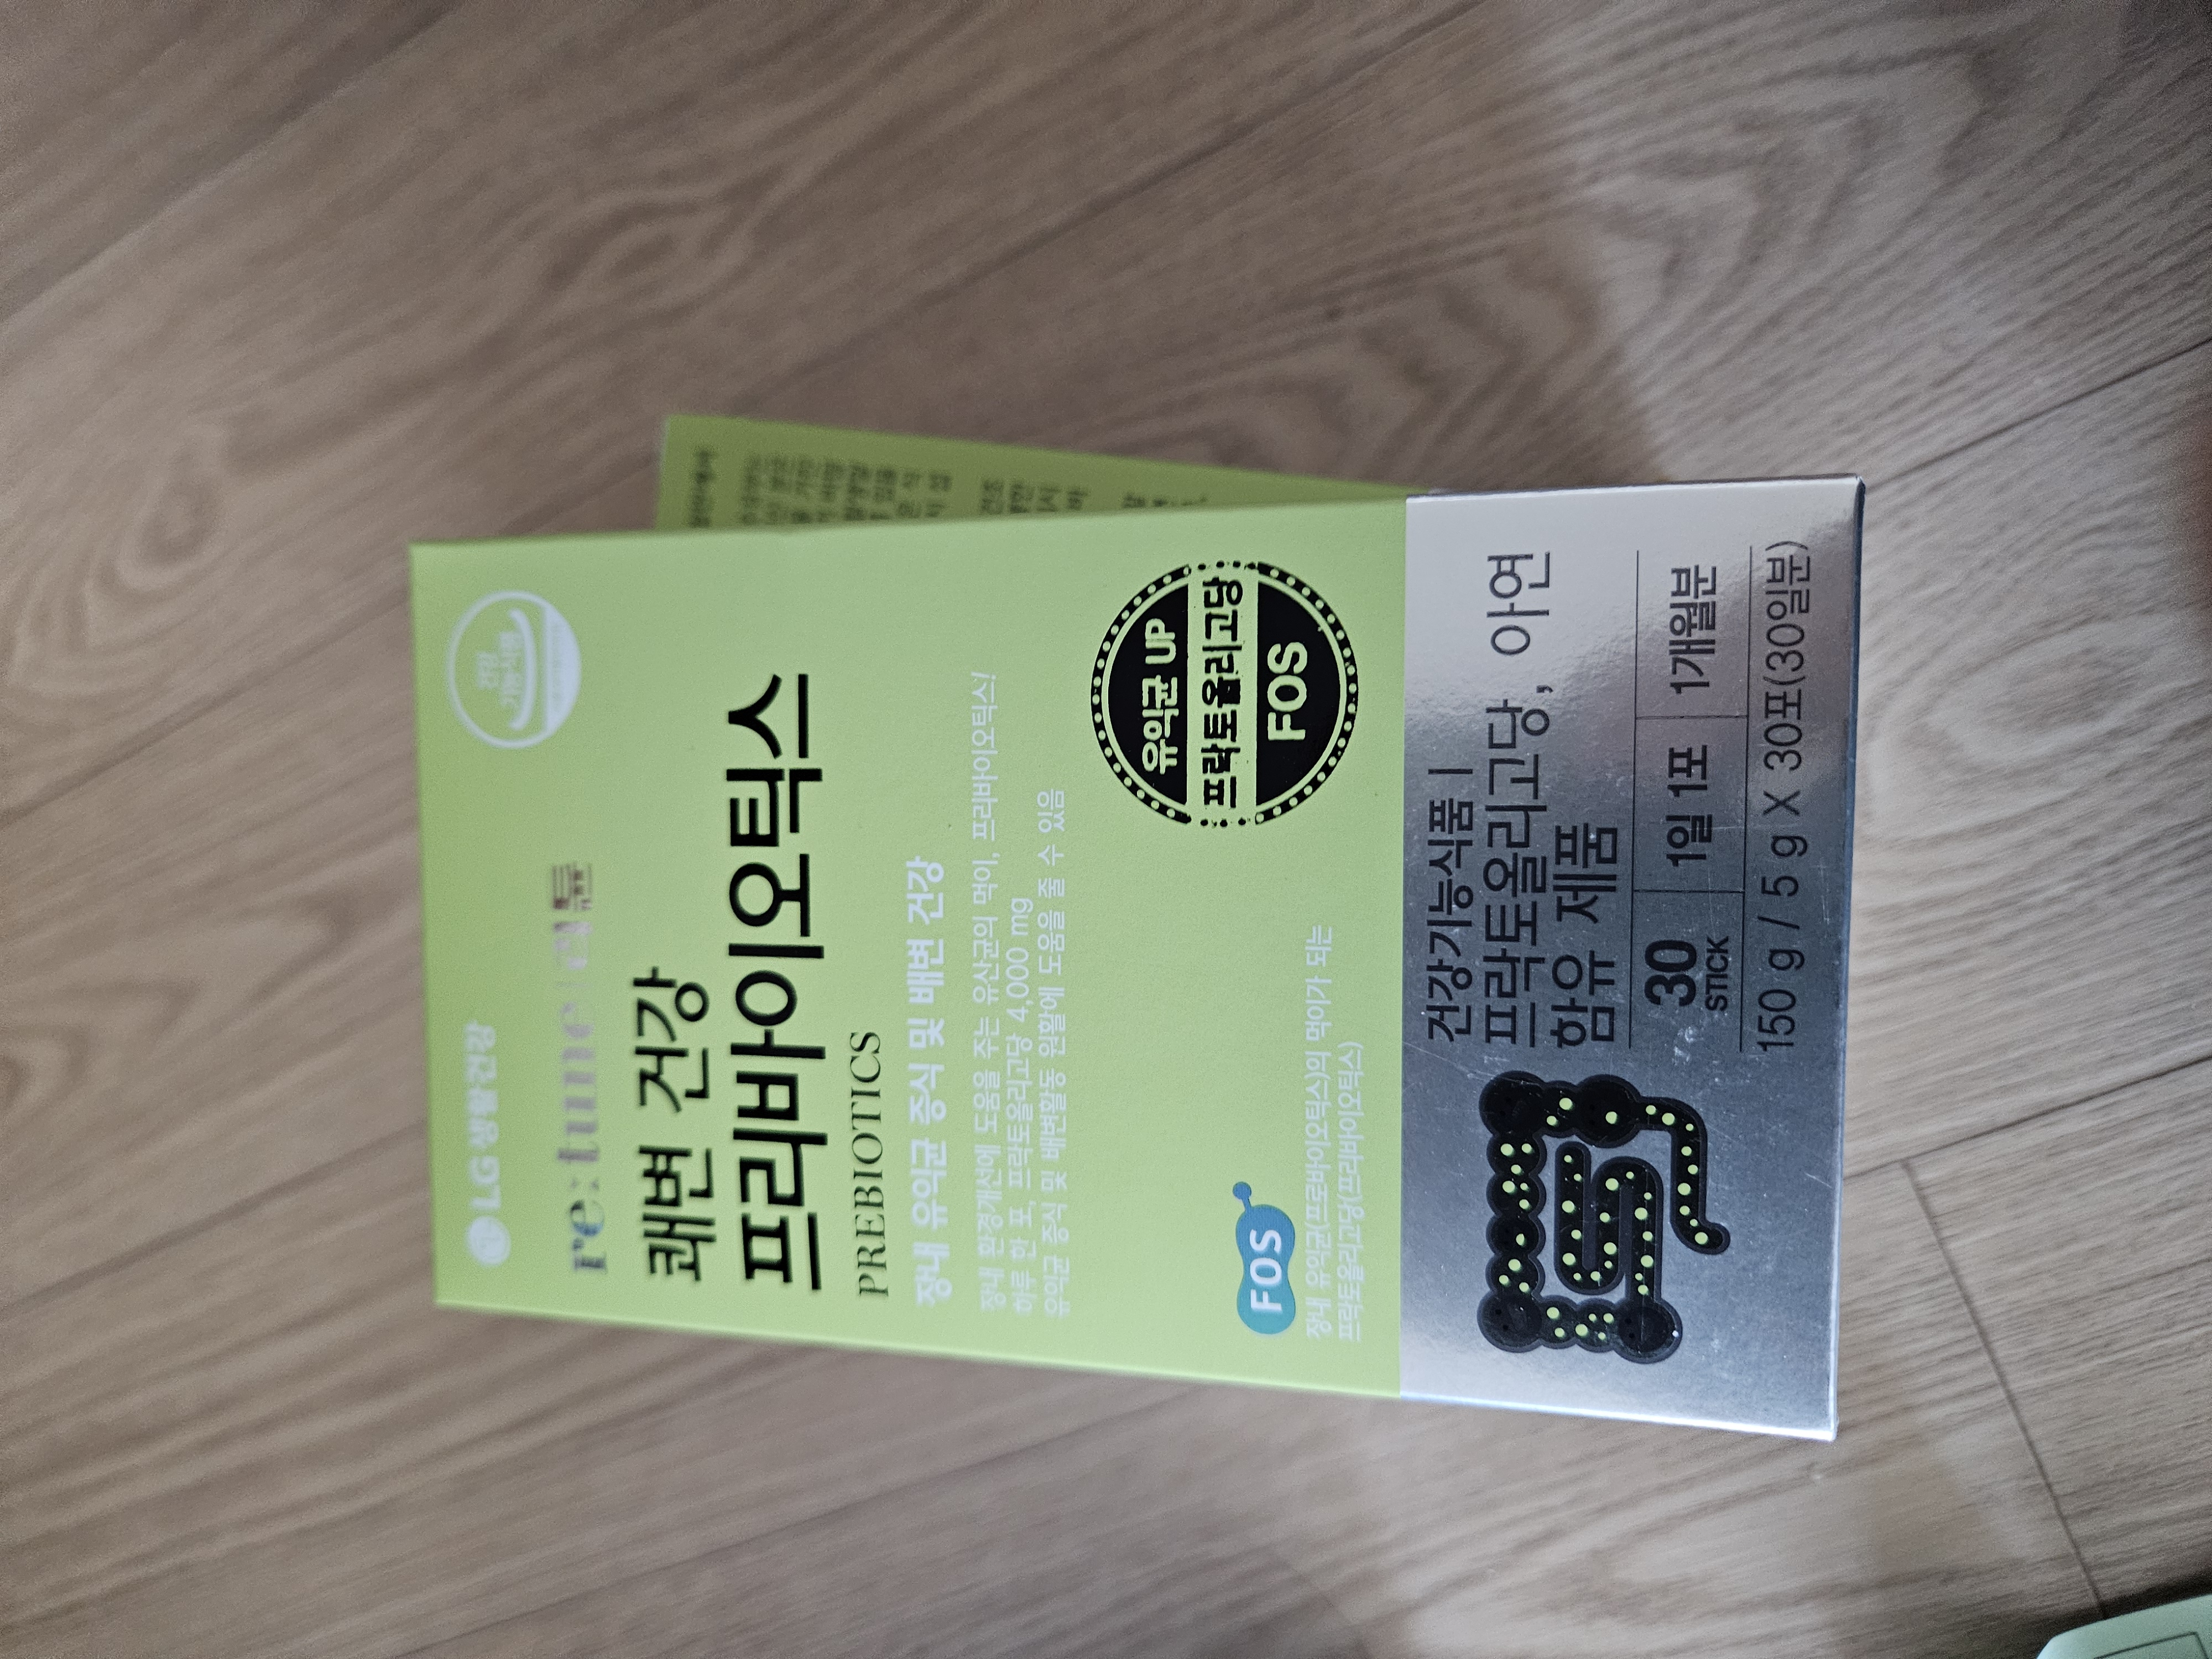 LG생활건강
건강
기능식품
re:tune 리튠
쾌변 건강
프리바이오틱스
PREBIOTICS
장내 유익균 증식 및 배변 건강
장내 환경개선에 도움을 주는 유산균의 먹이, 프리바이오틱스!
하루 한 포, 프락토올리고당 4,000 mg
유익균 증식 및 배변활동 원활에 도움을 줄 수 있음
유익균 UP
프락토올리고당
FOS
FOS
장내 유익균(프로바이오틱스)의 먹이가 되는
프락토올리고당(프리바이오틱스)
건강기능식품 |
프락토올리고당, 아연
함유 제품
30 STICK 1일 1포 1개월분
150 g / 5 g X 30포(30일분)